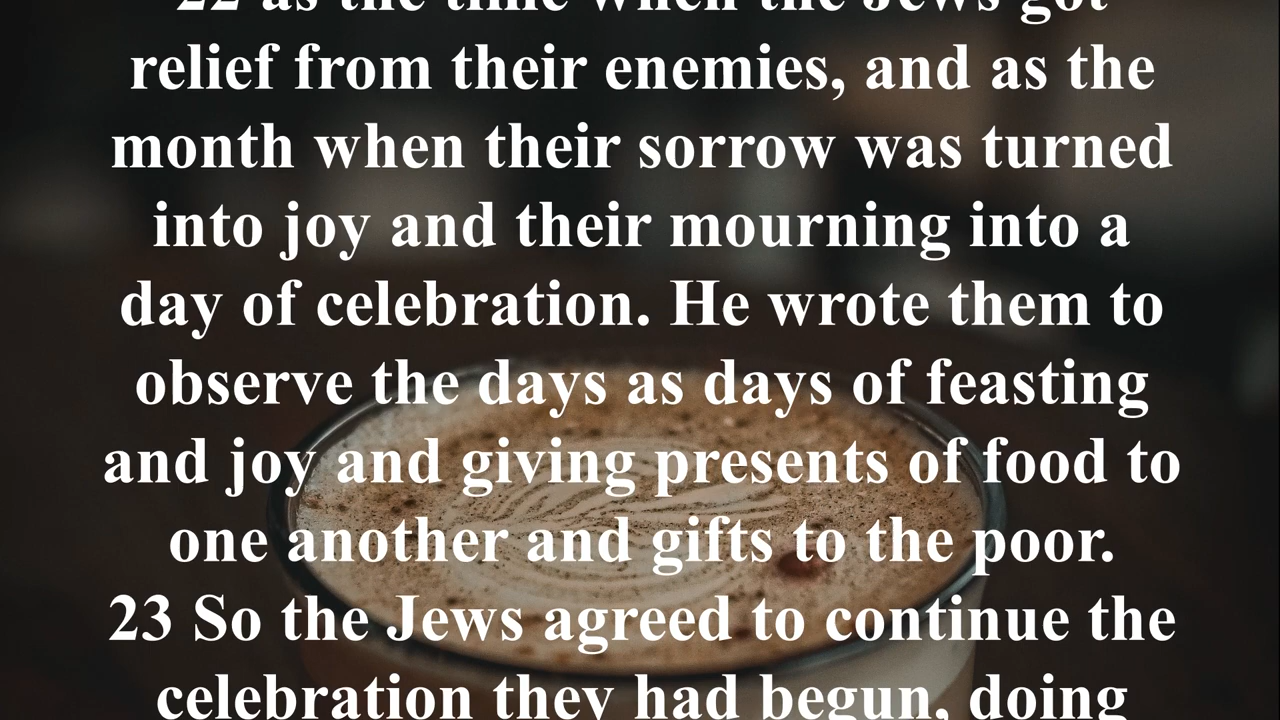 22 as the time when the Jews got
relief from their enemies, and as the
month when their sorrow was turned
into joy and their mourning into a
day of celebration. He wrote them to
observe the days as days of feasting
and joy and giving presents of food to
one another and gifts to the poor.
23 So the Jews agreed to continue the
celebration they had begun, doing